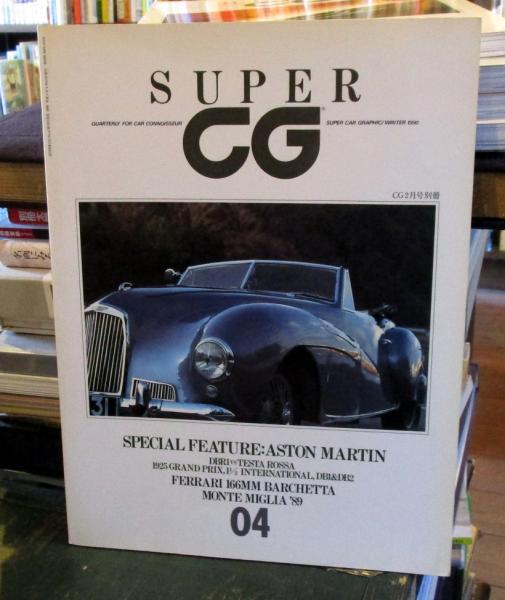 SUPER
QUARTERLY FOR CAR CONNOISSEUR
CG
SUPER CAR GRAPHIC/WINTER 1990
CG2月号別冊
31
SPECIAL FEATURE:ASTON MARTIN
DBR1 vs TESTA ROSSA
1925 GRAND PRIX, 1½ INTERNATIONAL, DB1&DB2
FERRARI 166MM BARCHETTA
MONTE MIGLIA '89
04